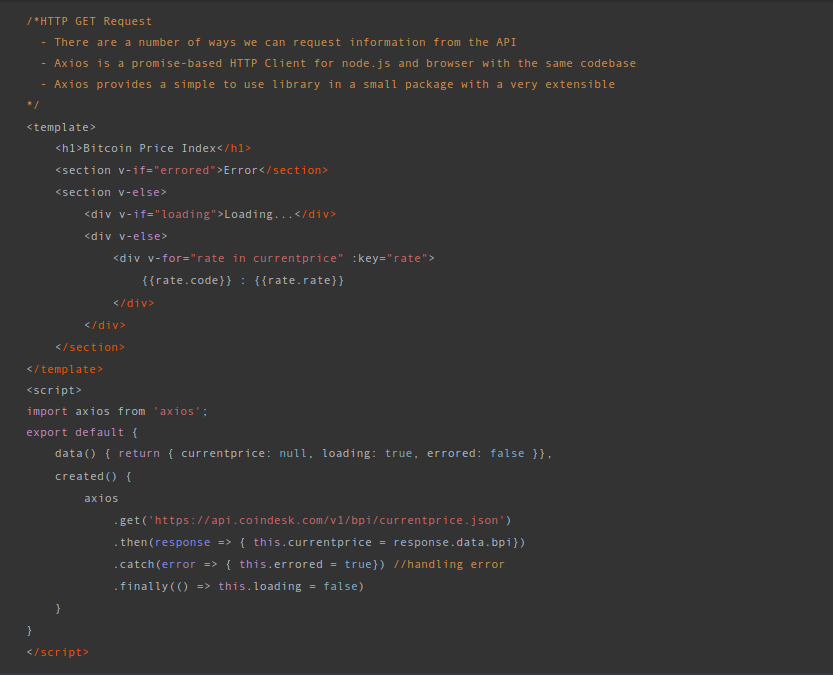 /*HTTP GET Request
  - There are a number of ways we can request information from the API
  - Axios is a promise-based HTTP Client for node.js and browser with the same codebase
  - Axios provides a simple to use library in a small package with a very extensible
*/
<template>
    <h1>Bitcoin Price Index</h1>
    <section v-if="errored">Error</section>
    <section v-else>
        <div v-if="loading">Loading...</div>
        <div v-else>
            <div v-for="rate in currentprice" :key="rate">
                {{rate.code}} : {{rate.rate}}
            </div>
        </div>
    </section>
</template>
<script>
import axios from 'axios';
export default {
    data() { return { currentprice: null, loading: true, errored: false }},
    created() {
        axios
            .get('https://api.coindesk.com/v1/bpi/currentprice.json')
            .then(response => { this.currentprice = response.data.bpi})
            .catch(error => { this.errored = true}) //handling error
            .finally(() => this.loading = false)
    }
}
</script>